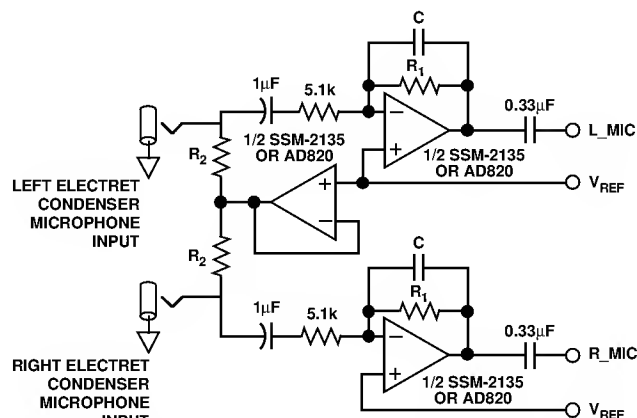 C
R1
1µF
5.1k
0.33µF
L_MIC
R2
1/2 SSM-2135
OR AD820
1/2 SSM-2135
OR AD820
LEFT ELECTRET
CONDENSER
MICROPHONE
INPUT
VREF
R2
C
R1
1µF
5.1k
0.33µF
R_MIC
1/2 SSM-2135
OR AD820
RIGHT ELECTRET
CONDENSER
MICROPHONE
INPUT
VREF